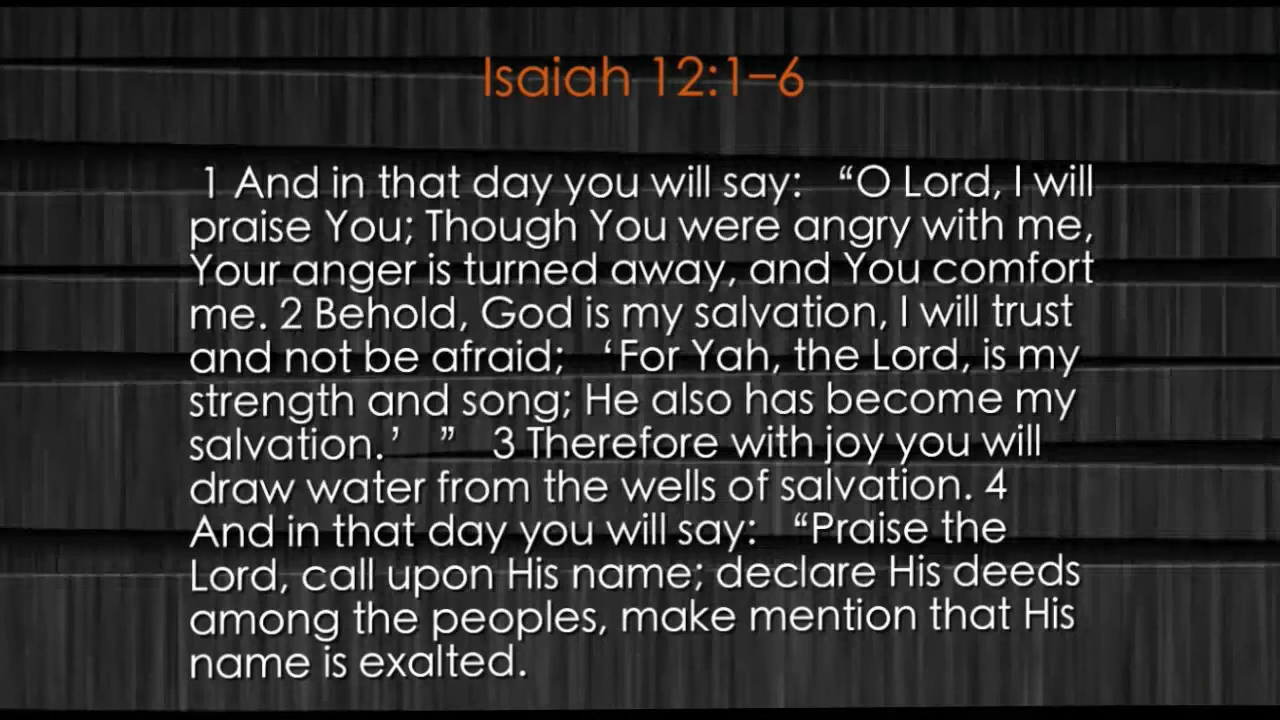 Isaiah 12:1–6
1 And in that day you will say: “O Lord, I will
praise You; Though You were angry with me,
Your anger is turned away, and You comfort
me. 2 Behold, God is my salvation, I will trust
and not be afraid; ‘For Yah, the Lord, is my
strength and song; He also has become my
salvation.’ ” 3 Therefore with joy you will
draw water from the wells of salvation. 4
And in that day you will say: “Praise the
Lord, call upon His name; declare His deeds
among the peoples, make mention that His
name is exalted.